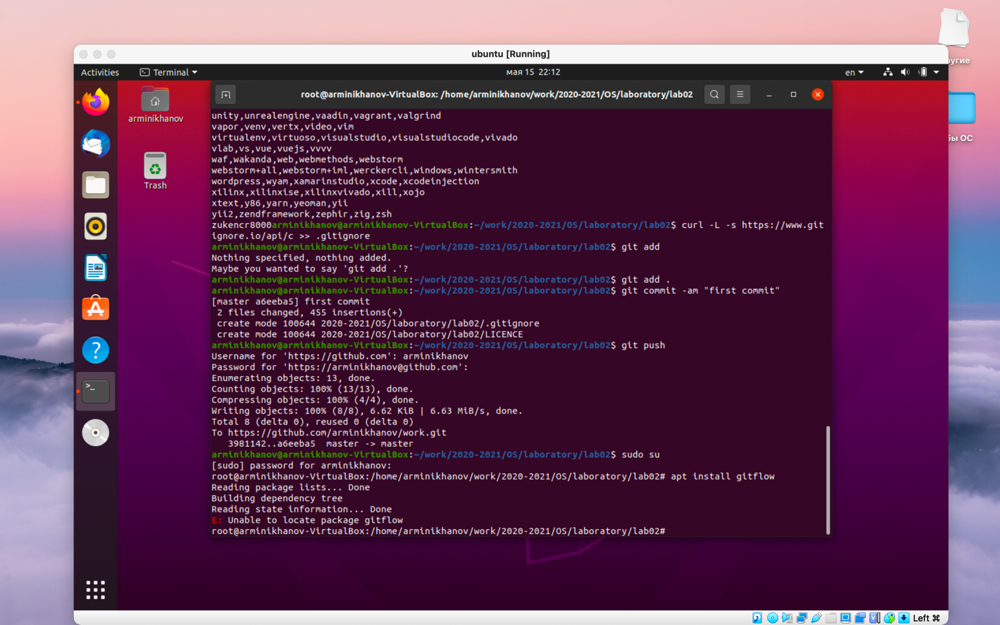 ubuntu [Running]
Activities
Terminal
мая 15 22:12
en
root@arminikhanov-VirtualBox: /home/arminikhanov/work/2020-2021/OS/laboratory/lab02
arminikhanov
Trash
unity,unrealengine,vaadin,vagrant,valgrind
vapor,venv,vertx,video,vim
virtualenv,virtuoso,visualstudio,visualstudiocode,vivado
vlab,vs,vue,vuejs,vvvv
waf,wakanda,web,webmethods,webstorm
webstorm+all,webstorm+iml,werckercli,windows,wintersmith
wordpress,wyam,xamarinstudio,xcode,xcodeinjection
xilinx,xilinxise,xilinxvivado,xill,xojo
xtext,y86,yarn,yeoman,yii
yii2,zendframework,zephir,zig,zsh
zukencr8000arminikhanov@arminikhanov-VirtualBox:~/work/2020-2021/OS/laboratory/lab02$ curl -L -s https://www.git
ignore.io/api/c >> .gitignore
arminikhanov@arminikhanov-VirtualBox:~/work/2020-2021/OS/laboratory/lab02$ git add
Nothing specified, nothing added.
Maybe you wanted to say 'git add .'?
arminikhanov@arminikhanov-VirtualBox:~/work/2020-2021/OS/laboratory/lab02$ git add .
arminikhanov@arminikhanov-VirtualBox:~/work/2020-2021/OS/laboratory/lab02$ git commit -am "first commit"
[master a6eeba5] first commit
2 files changed, 455 insertions(+)
create mode 100644 2020-2021/OS/laboratory/lab02/.gitignore
create mode 100644 2020-2021/OS/laboratory/lab02/LICENCE
arminikhanov@arminikhanov-VirtualBox:~/work/2020-2021/OS/laboratory/lab02$ git push
Username for 'https://github.com': arminikhanov
Password for 'https://arminikhanov@github.com':
Enumerating objects: 13, done.
Counting objects: 100% (13/13), done.
Compressing objects: 100% (4/4), done.
Writing objects: 100% (8/8), 6.62 KiB | 6.63 MiB/s, done.
Total 8 (delta 0), reused 0 (delta 0)
To https://github.com/arminikhanov/work.git
3981142..a6eeba5  master -> master
arminikhanov@arminikhanov-VirtualBox:~/work/2020-2021/OS/laboratory/lab02$ sudo su
[sudo] password for arminikhanov:
root@arminikhanov-VirtualBox:/home/arminikhanov/work/2020-2021/OS/laboratory/lab02# apt install gitflow
Reading package lists... Done
Building dependency tree
Reading state information... Done
E: Unable to locate package gitflow
root@arminikhanov-VirtualBox:/home/arminikhanov/work/2020-2021/OS/laboratory/lab02#
ОС
Left ⌘